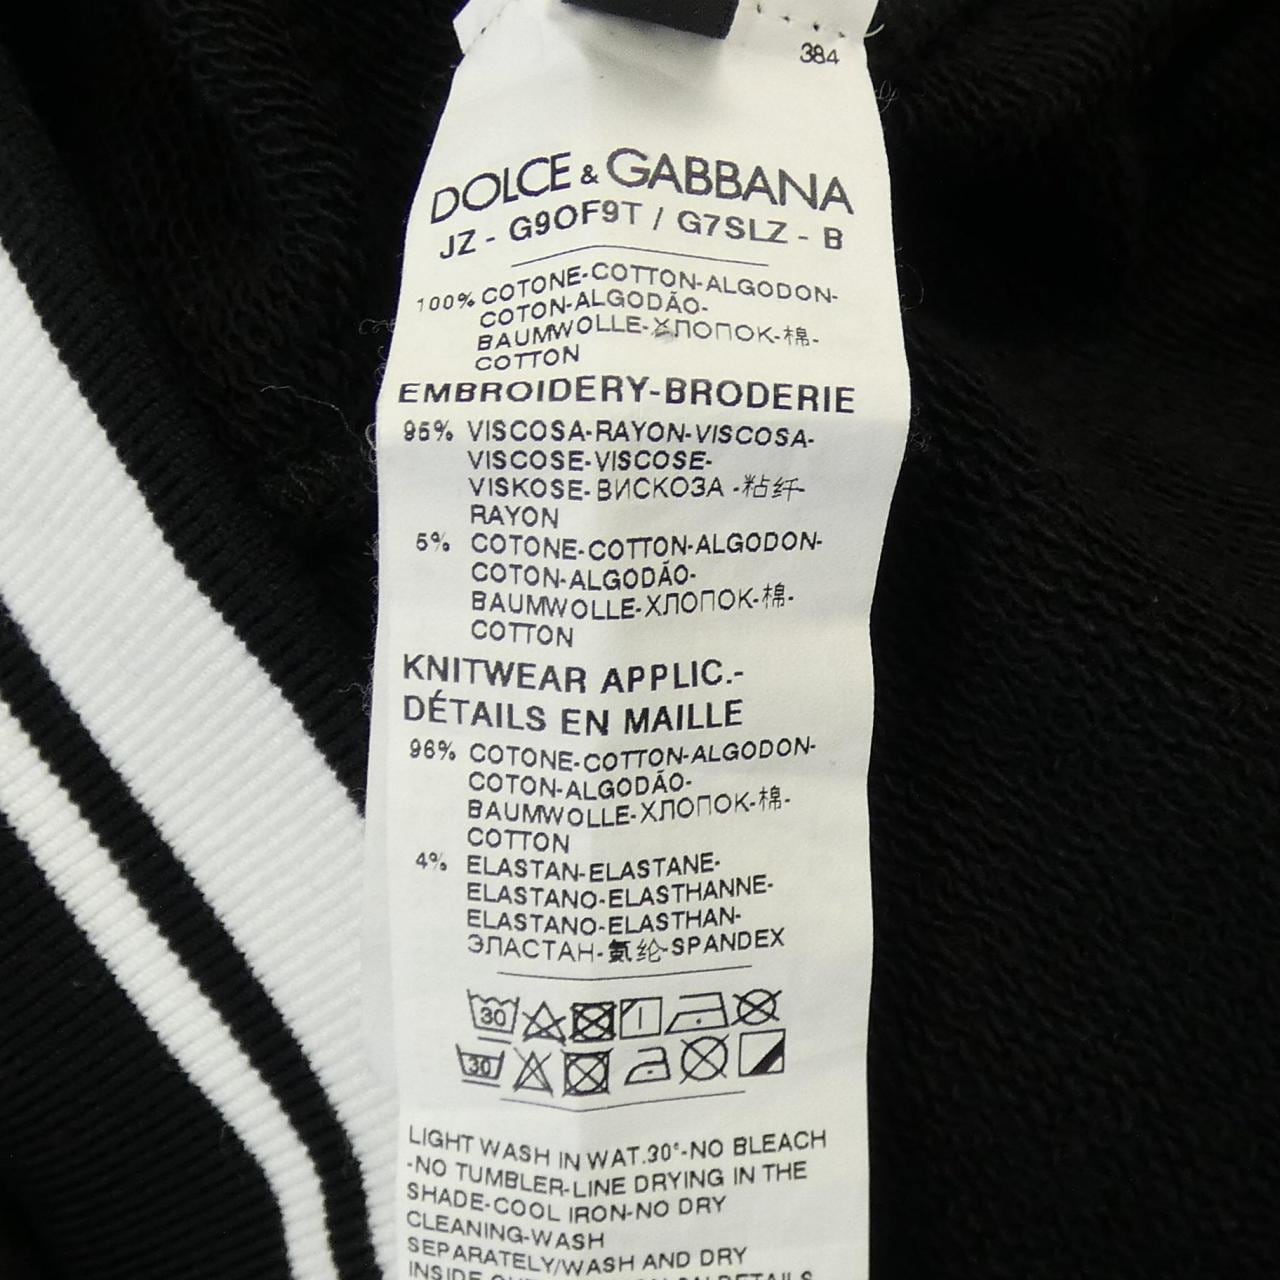 384
DOLCE & GABBANA
JZ - G9OF9T / G7SLZ - B
100% COTONE-COTTON-ALGODON-
COTON-ALGODÃO-
BAUMWOLLE-ХЛОПОК-棉-
COTTON
EMBROIDERY-BRODERIE
95% VISCOSA-RAYON-VISCOSA-
VISCOSE-VISCOSE-
VISKOSE-ВИСКОЗА -粘纤-
RAYON
5% COTONE-COTTON-ALGODON-
COTON-ALGODÃO-
BAUMWOLLE-ХЛОПОК-棉-
COTTON
KNITWEAR APPLIC.-
DÉTAILS EN MAILLE
96% COTONE-COTTON-ALGODON-
COTON-ALGODÃO-
BAUMWOLLE-ХЛОПОК-棉-
COTTON
4% ELASTAN-ELASTANE-
ELASTANO-ELASTHANNE-
ELASTANO-ELASTHAN-
ЭЛАСТАН-氨纶-SPANDEX
30
30
LIGHT WASH IN WAT.30°-NO BLEACH
-NO TUMBLER-LINE DRYING IN THE
SHADE-COOL IRON-NO DRY
CLEANING-WASH
SEPARATELY/WASH AND DRY
INSIDE ON DETAILS